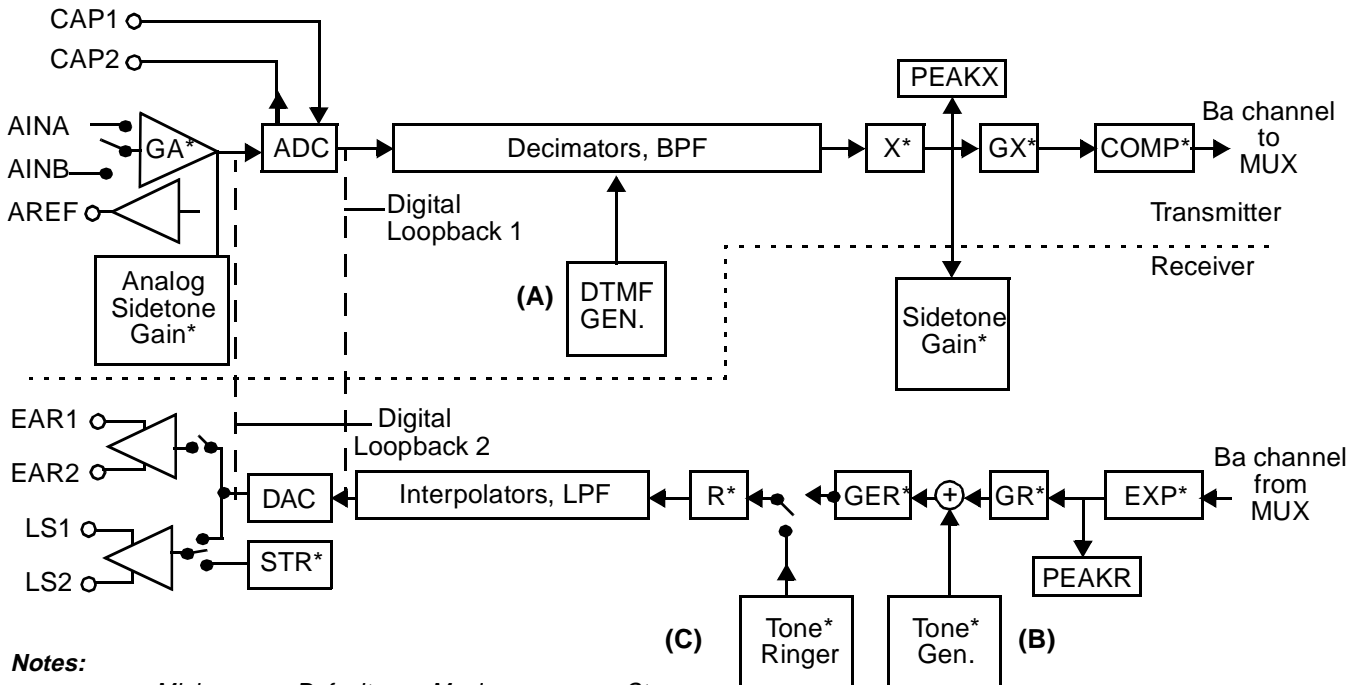 CAP1
CAP2
AINA
AINB
AREF
GA*
ADC
Decimators, BPF
PEAKX
X*
GX*
COMP*
Ba channel
to
MUX
Digital
Loopback 1
Transmitter
Receiver
Analog
Sidetone
Gain*
(A)
DTMF
GEN.
Sidetone
Gain*
EAR1
EAR2
Digital
Loopback 2
LS1
LS2
DAC
STR*
Interpolators, LPF
R*
GER*
+
GR*
EXP*
Ba channel
from
MUX
PEAKR
(C)
Tone*
Ringer
Tone*
Gen.
(B)
Notes: